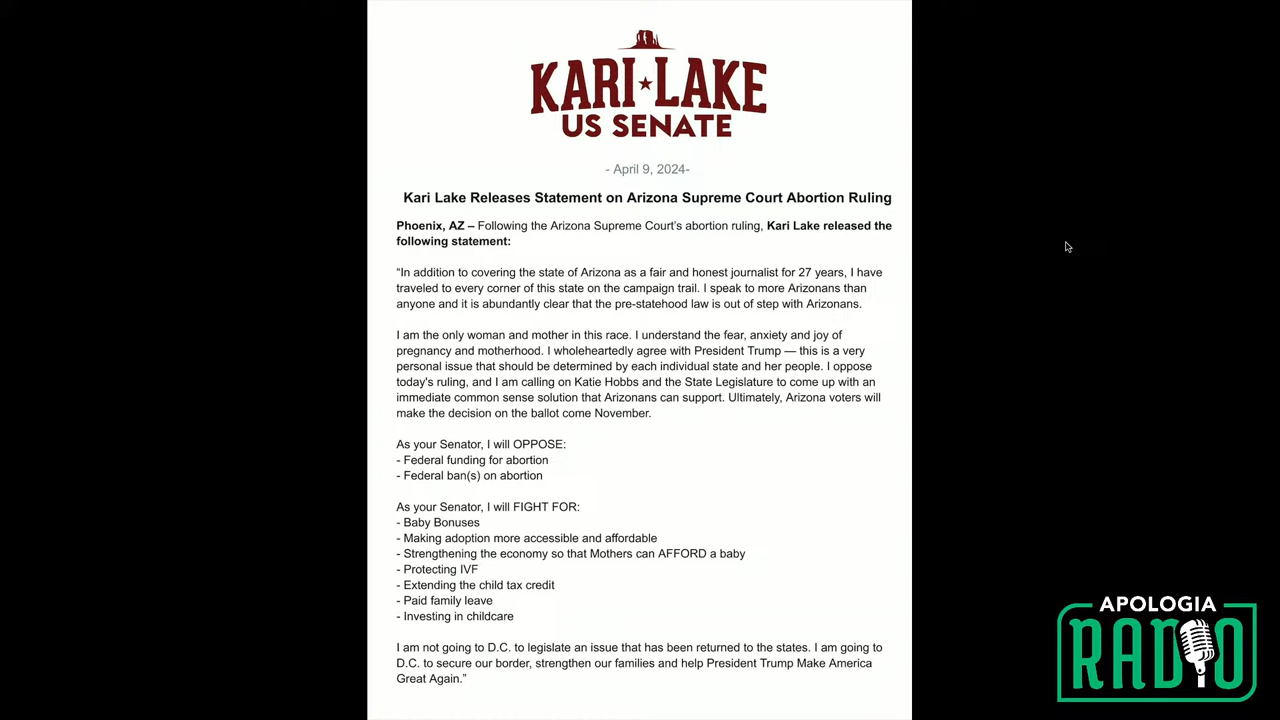 KARI★LAKE
US SENATE
- April 9, 2024-
Kari Lake Releases Statement on Arizona Supreme Court Abortion Ruling
Phoenix, AZ – Following the Arizona Supreme Court's abortion ruling, Kari Lake released the
following statement:
“In addition to covering the state of Arizona as a fair and honest journalist for 27 years, I have
traveled to every corner of this state on the campaign trail. I speak to more Arizonans than
anyone and it is abundantly clear that the pre-statehood law is out of step with Arizonans.
I am the only woman and mother in this race. I understand the fear, anxiety and joy of
pregnancy and motherhood. I wholeheartedly agree with President Trump — this is a very
personal issue that should be determined by each individual state and her people. I oppose
today's ruling, and I am calling on Katie Hobbs and the State Legislature to come up with an
immediate common sense solution that Arizonans can support. Ultimately, Arizona voters will
make the decision on the ballot come November.
As your Senator, I will OPPOSE:
- Federal funding for abortion
- Federal ban(s) on abortion
As your Senator, I will FIGHT FOR:
- Baby Bonuses
- Making adoption more accessible and affordable
- Strengthening the economy so that Mothers can AFFORD a baby
- Protecting IVF
- Extending the child tax credit
- Paid family leave
- Investing in childcare
I am not going to D.C. to legislate an issue that has been returned to the states. I am going to
D.C. to secure our border, strengthen our families and help President Trump Make America
Great Again.”
APOLOGIA
RADIO